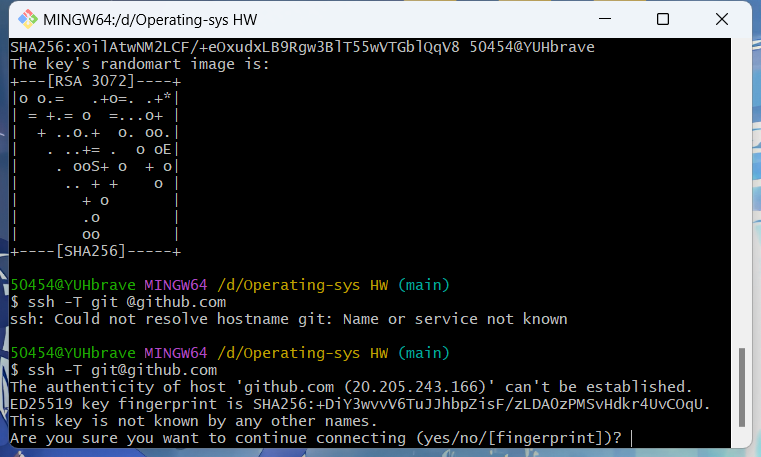 MINGW64:/d/Operating-sys HW
SHA256:xOilAtwNM2LCF/+eOxudxLB9Rgw3BlT55wVTGblQqV8 50454@YUHbrave
The key's randomart image is:
+---[RSA 3072]----+
|o o.=   .+o=. .+*|
| = +.= o  =...o+ |
|  + ..o.+  o. oo.|
|   . ..+= .  o oE|
|    . ooS+ o  + o|
|     .. + +    o |
|       + o       |
|       .o        |
|       oo        |
+----[SHA256]-----+
50454@YUHbrave MINGW64 /d/Operating-sys HW (main)
$ ssh -T git @github.com
ssh: Could not resolve hostname git: Name or service not known
50454@YUHbrave MINGW64 /d/Operating-sys HW (main)
$ ssh -T git@github.com
The authenticity of host 'github.com (20.205.243.166)' can't be established.
ED25519 key fingerprint is SHA256:+DiY3wvvV6TuJJhbpZisF/zLDA0zPMSvHdkr4UvCOqU.
This key is not known by any other names.
Are you sure you want to continue connecting (yes/no/[fingerprint])?